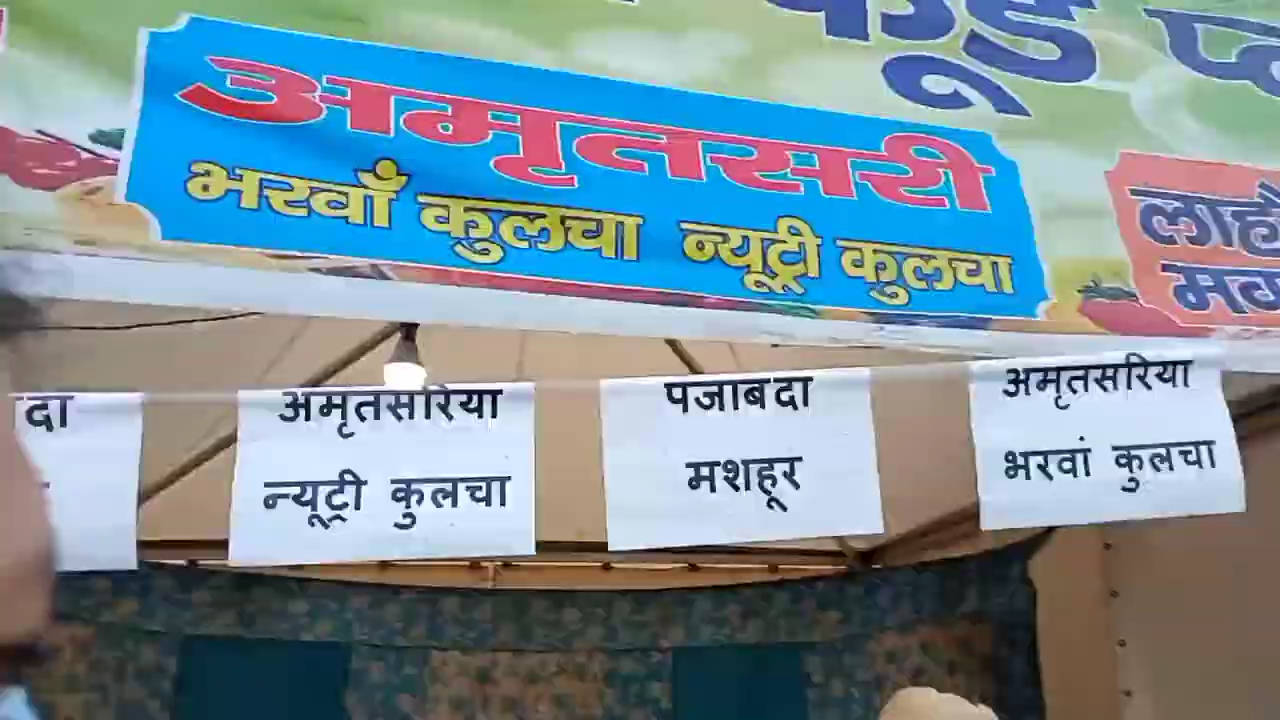 अमृतसरी
भरवाँ कुलचा न्यूट्री कुलचा
दा
अमृतसरिया
न्यूट्री कुलचा
पजाबदा
मशहूर
अमृतसरिया
भरवां कुलचा